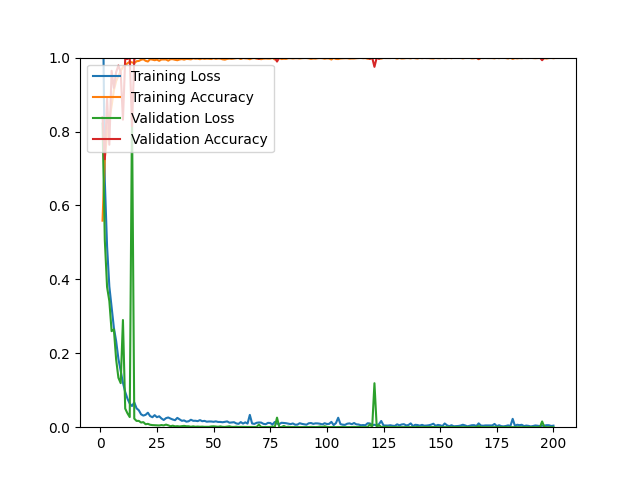 1.0
0.8
0.6
0.4
0.2
0.0
Training Loss
Training Accuracy
Validation Loss
Validation Accuracy
0 25 50 75 100 125 150 175 200